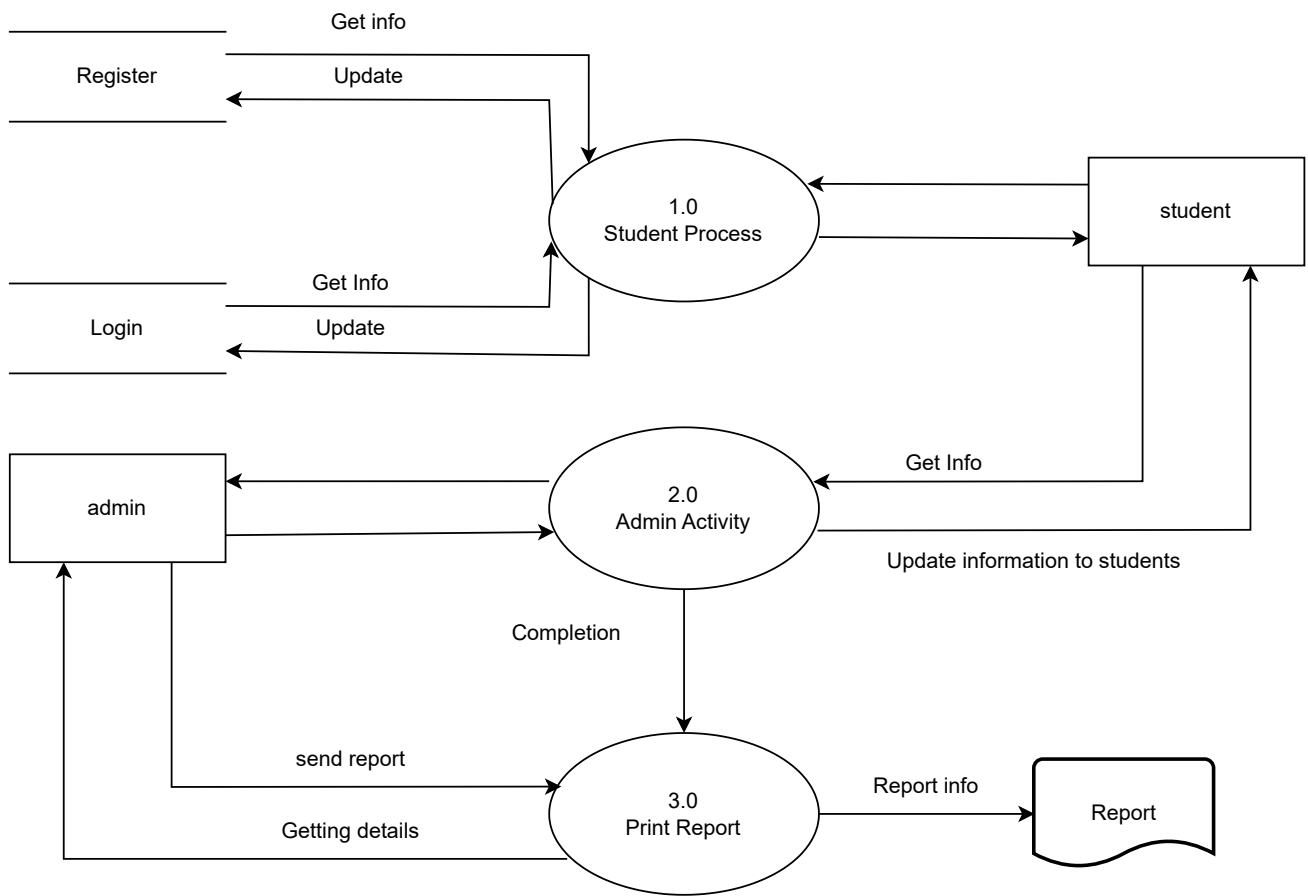 Get info
Register
Update
1.0
Student Process
student
Get Info
Login
Update
admin
2.0
Admin Activity
Get Info
Update information to students
Completion
send report
3.0
Print Report
Report info
Report
Getting details